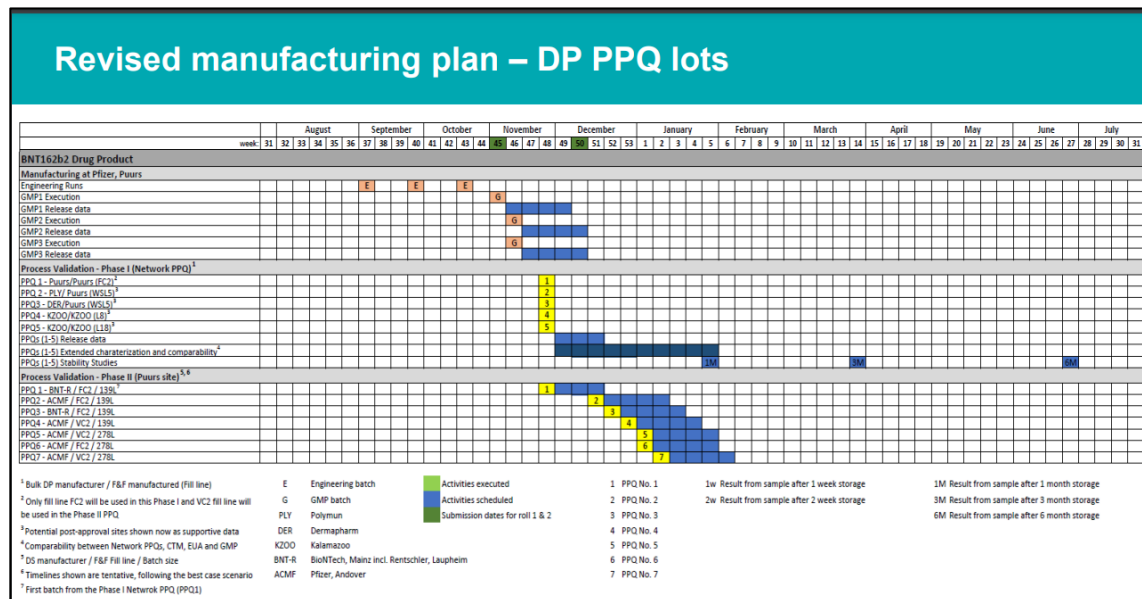 Revised manufacturing plan – DP PPQ lots
August September October November December January February March April May June July
week: 31 32 33 34 35 36 37 38 39 40 41 42 43 44 45 46 47 48 49 50 51 52 53 1 2 3 4 5 6 7 8 9 10 11 12 13 14 15 16 17 18 19 20 21 22 23 24 25 26 27 28 29 30 31
BNT162b2 Drug Product
Manufacturing at Pfizer, Puurs
Engineering Runs E E E
GMP1 Execution G
GMP1 Release data
GMP2 Execution G
GMP2 Release data
GMP3 Execution G
GMP3 Release data
Process Validation - Phase I (Network PPQ)¹
PPQ 1 - Puurs/Puurs (FC2)² 1
PPQ 2 - PLY/ Puurs (WSL5)³ 2
PPQ3 - DER/Puurs (WSL5)³ 3
PPQ4 - KZOO/KZOO (L8)³ 4
PPQ5 - KZOO/KZOO (L18)³ 5
PPQs (1-5) Release data
PPQs (1-5) Extended charaterization and comparability⁴
PPQs (1-5) Stability Studies 1M 3M 6M
Process Validation - Phase II (Puurs site)⁵,⁶
PPQ 1 - BNT-R / FC2 / 139L⁷ 1
PPQ2 - ACMF / FC2 / 139L 2
PPQ3 - BNT-R / FC2 / 139L 3
PPQ4 - ACMF / VC2 / 139L 4
PPQ5 - ACMF / VC2 / 278L 5
PPQ6 - ACMF / FC2 / 278L 6
PPQ7 - ACMF / VC2 / 278L 7
¹ Bulk DP manufacturer / F&F manufactured (Fill line)
² Only fill line FC2 will be used in this Phase I and VC2 fill line will
be used in the Phase II PPQ
³ Potential post-approval sites shown now as supportive data
⁴ Comparability between Network PPQs, CTM, EUA and GMP
⁵ DS manufacturer / F&F Fill line / Batch size
⁶ Timelines shown are tentative, following the best case scenario
⁷ First batch from the Phase I Netwrok PPQ (PPQ1)
E Engineering batch
G GMP batch
PLY Polymun
DER Dermapharm
KZOO Kalamazoo
BNT-R BioNTech, Mainz incl. Rentschler, Laupheim
ACMF Pfizer, Andover
Activities executed
Activities scheduled
Submission dates for roll 1 & 2
1 PPQ No. 1
2 PPQ No. 2
3 PPQ No. 3
4 PPQ No. 4
5 PPQ No. 5
6 PPQ No. 6
7 PPQ No. 7
1w Result from sample after 1 week storage
2w Result from sample after 2 week storage
1M Result from sample after 1 month storage
3M Result from sample after 3 month storage
6M Result from sample after 6 month storage